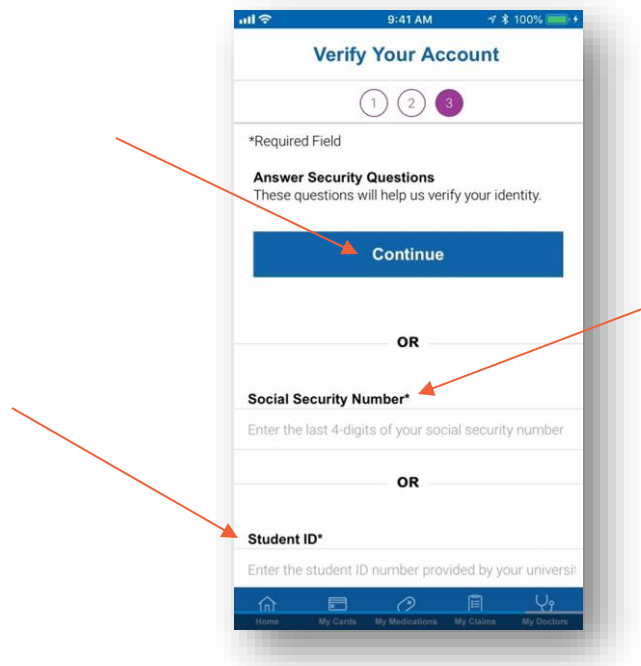 9:41 AM 100%
Verify Your Account
1 2 3
*Required Field
Answer Security Questions
These questions will help us verify your identity.
Continue
OR
Social Security Number*
Enter the last 4-digits of your social security number
OR
Student ID*
Enter the student ID number provided by your universit
Home My Cards My Medications My Claims My Doctors